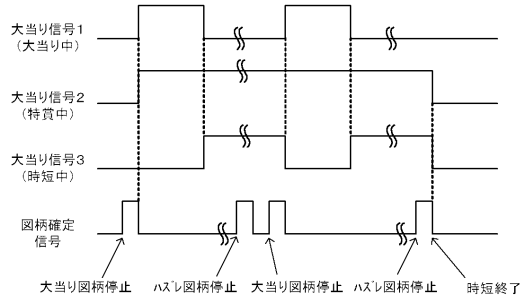 大当り信号1
(大当り中)
大当り信号2
(特賞中)
大当り信号3
(時短中)
図柄確定
信号
大当り図柄停止
ハズレ図柄停止
大当り図柄停止
ハズレ図柄停止
時短終了